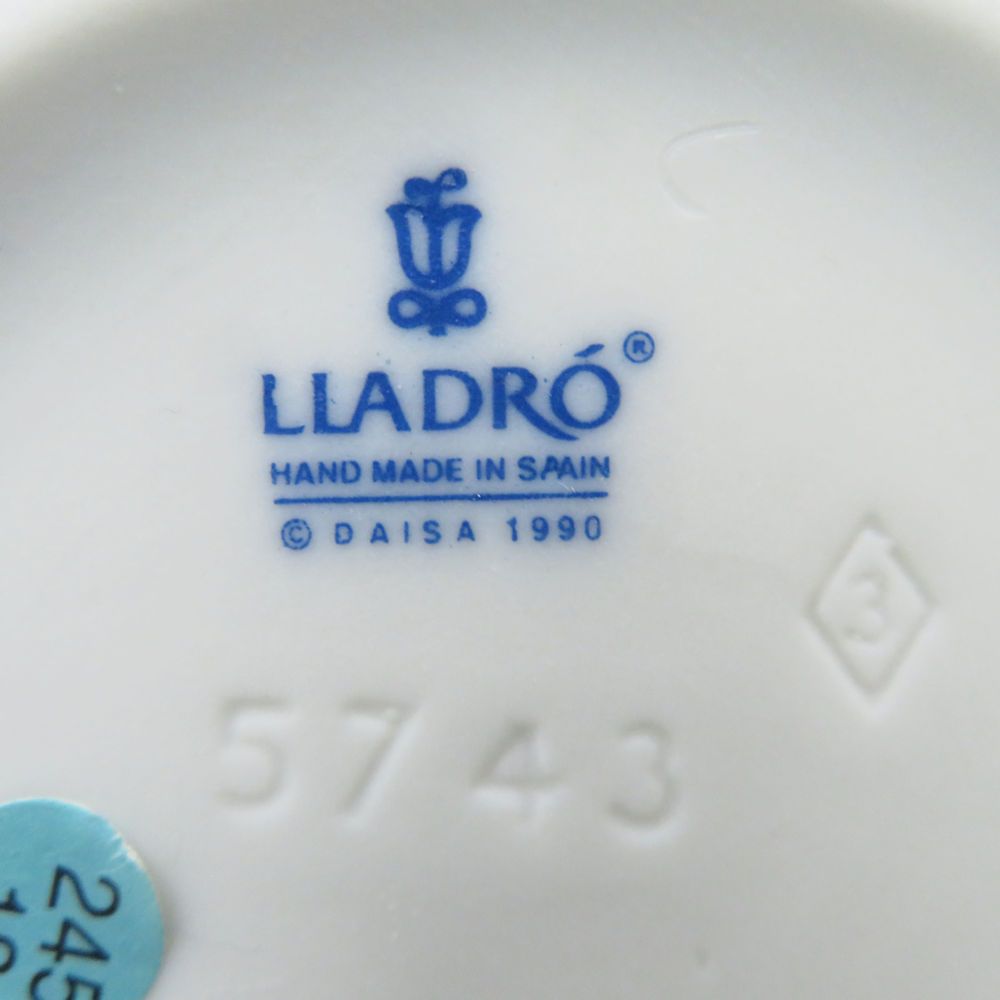 LLADRÓ®
HAND MADE IN SPAIN
© DAISA 1990
3
5743
245